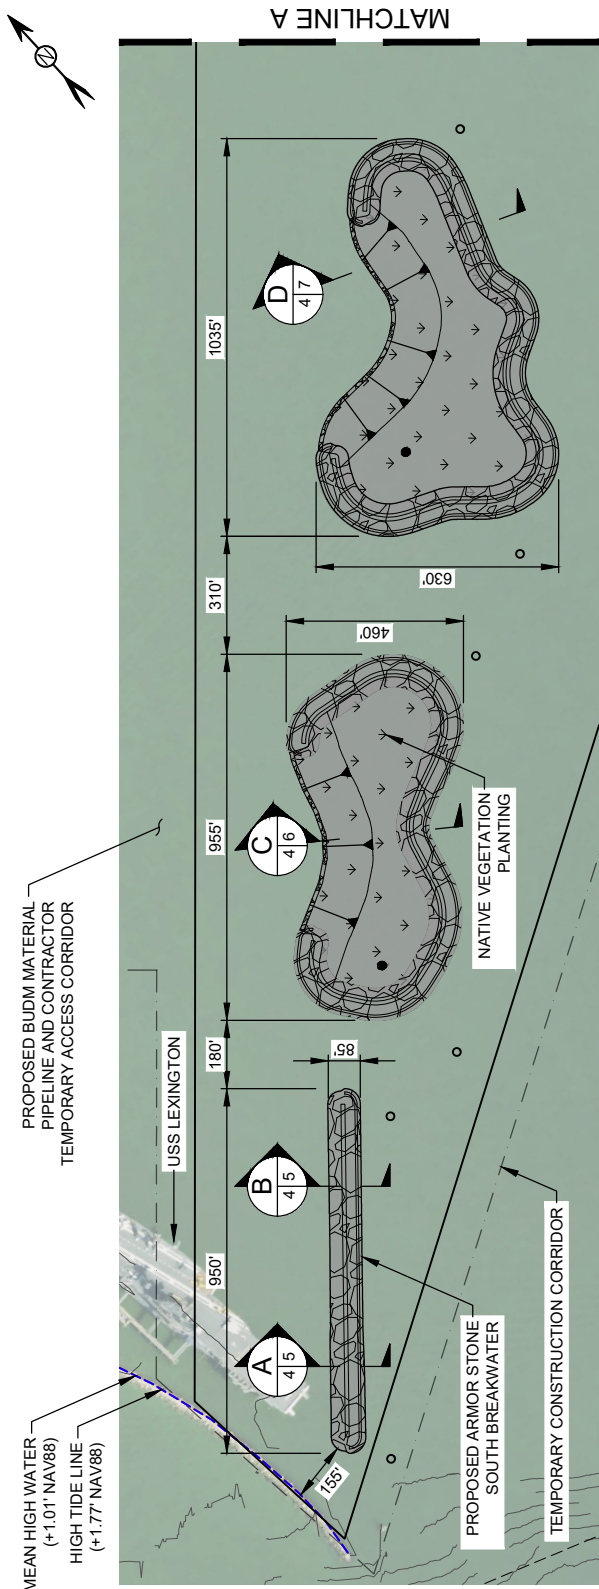 MATCHLINE A
N
1035'
D
4 7
310'
630'
460'
955'
C
4 6
NATIVE VEGETATION
PLANTING
PROPOSED BUDM MATERIAL
PIPELINE AND CONTRACTOR
TEMPORARY ACCESS CORRIDOR
180'
85'
USS LEXINGTON
B
4 5
950'
A
4 5
PROPOSED ARMOR STONE
SOUTH BREAKWATER
TEMPORARY CONSTRUCTION CORRIDOR
MEAN HIGH WATER
(+1.01' NAV88)
HIGH TIDE LINE
(+1.77' NAV88)
155'